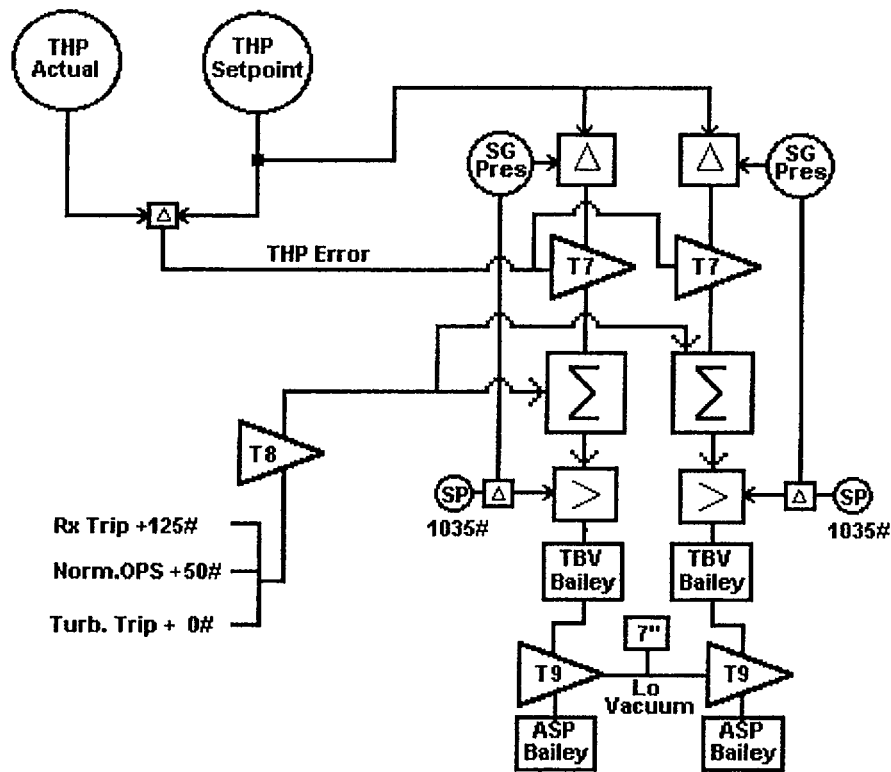 THP
Actual
THP
Setpoint
SG
Pres
Δ
Δ
SG
Pres
Δ
THP Error
T7
T7
Σ
Σ
T8
SP
Δ
>
>
Δ
SP
1035#
1035#
Rx Trip +125#
Norm.OPS +50#
Turb. Trip + 0#
TBV
Bailey
TBV
Bailey
7"
T9
T9
Lo
Vacuum
ASP
Bailey
ASP
Bailey